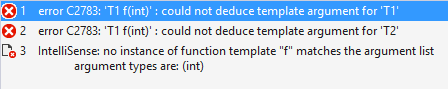 1 error C2783: 'T1 f(int)' : could not deduce template argument for 'T1'
2 error C2783: 'T1 f(int)' : could not deduce template argument for 'T2'
3 IntelliSense: no instance of function template "f" matches the argument list
argument types are: (int)